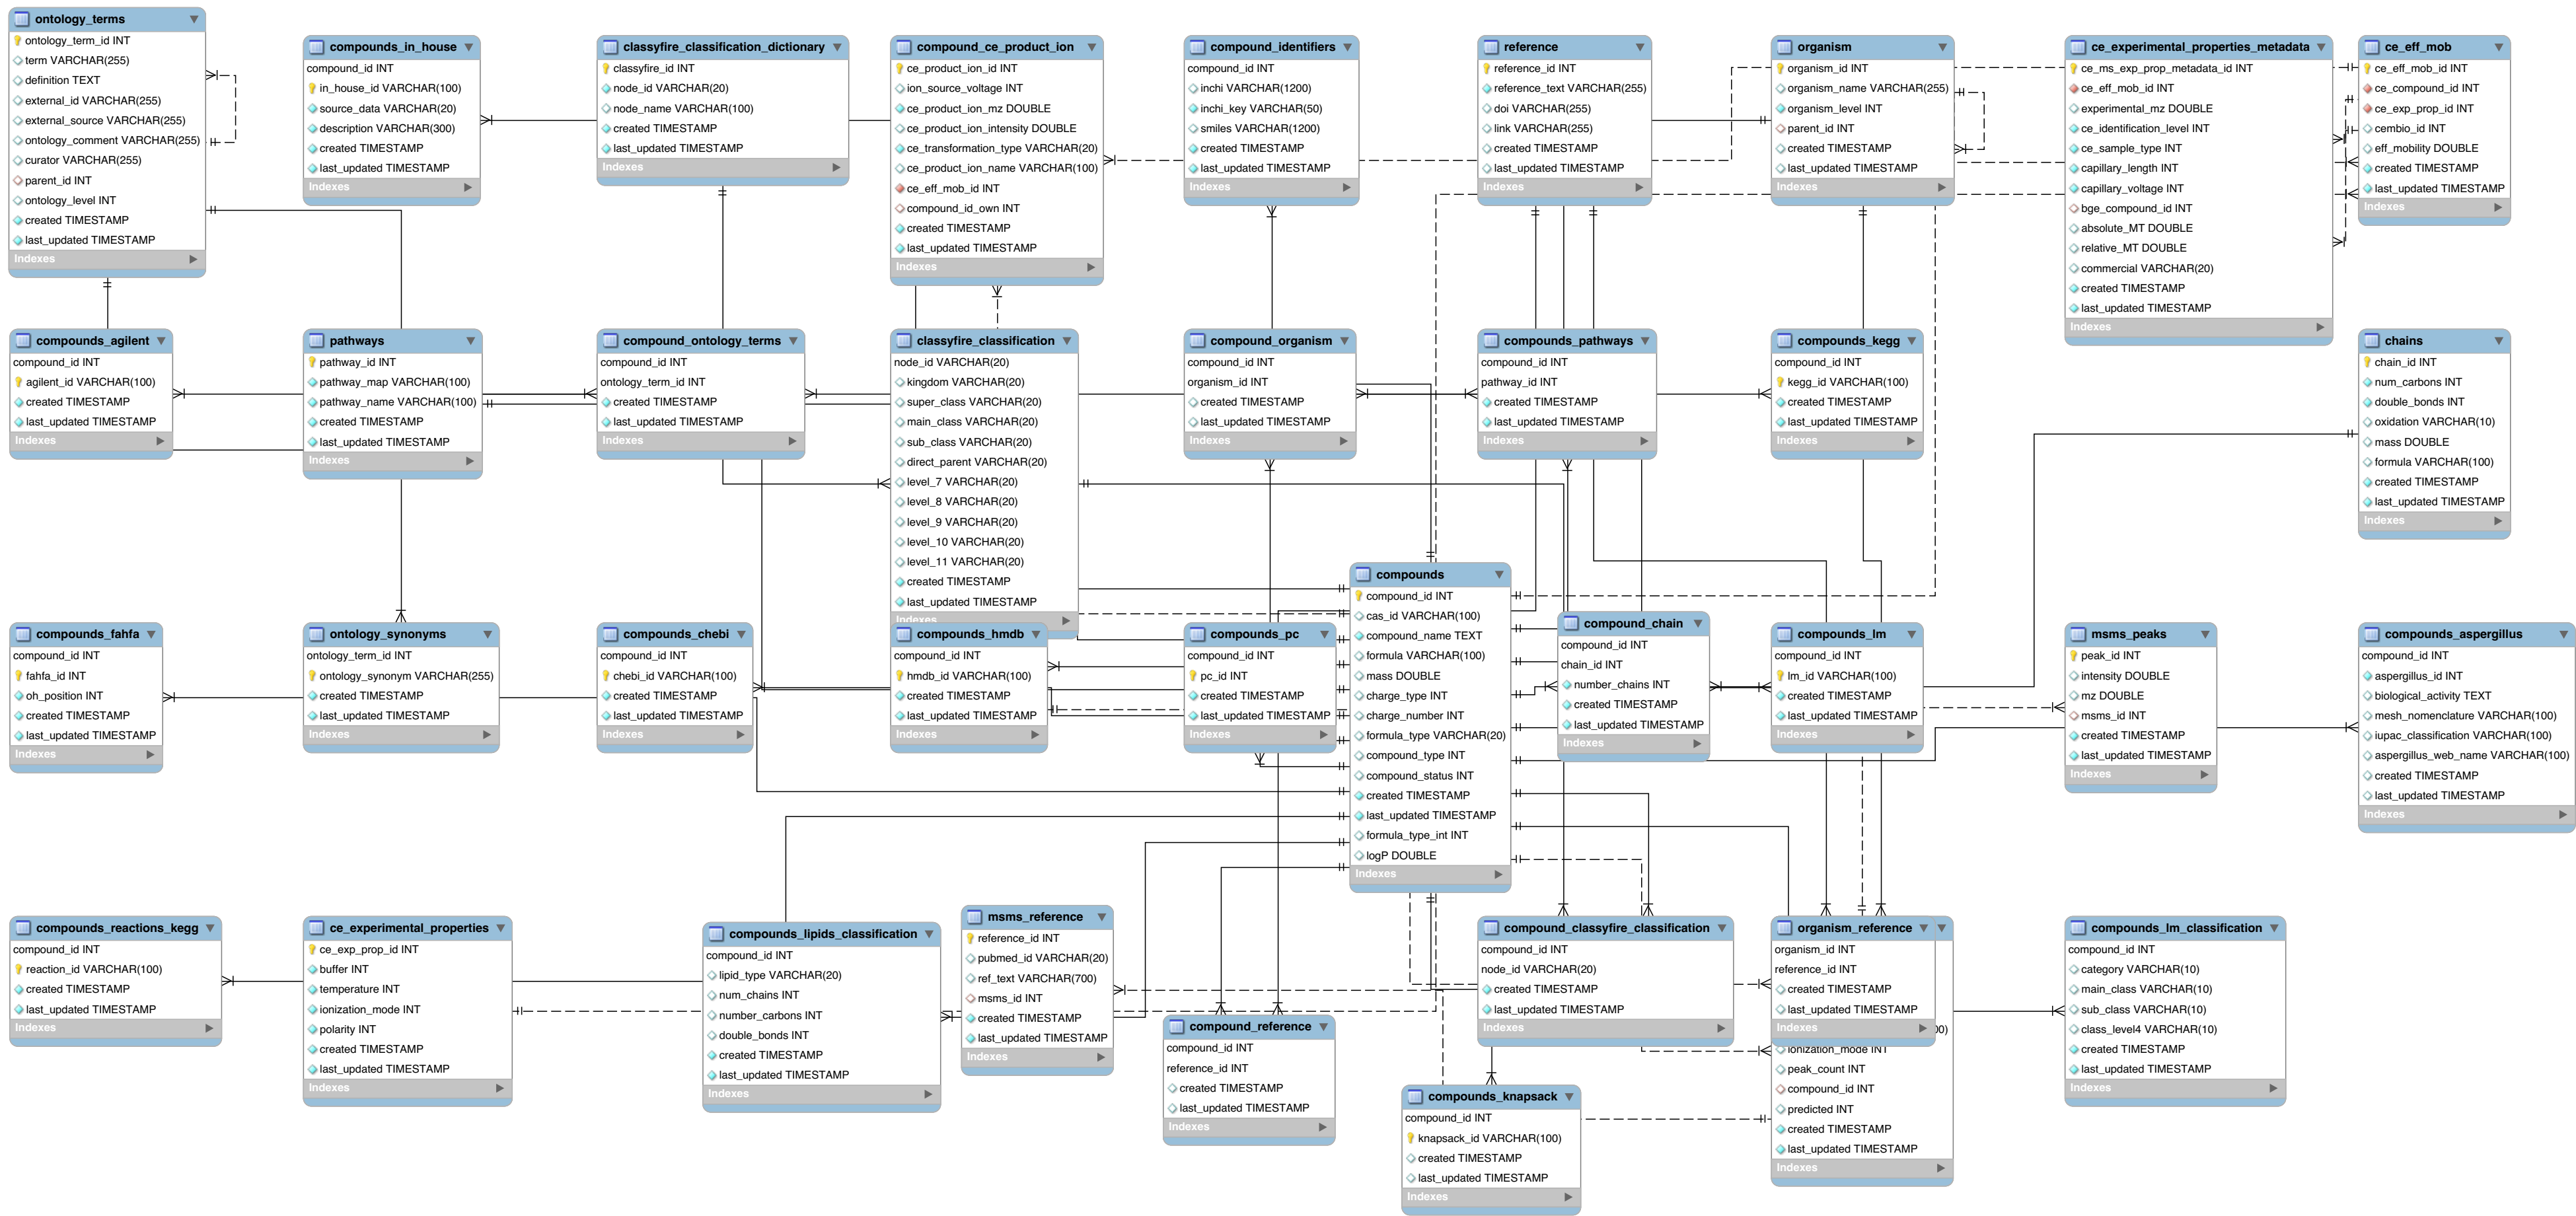 ontology_terms
ontology_term_id INT
term VARCHAR(255)
definition TEXT
external_id VARCHAR(255)
external_source VARCHAR(255)
ontology_comment VARCHAR(255)
curator VARCHAR(255)
parent_id INT
ontology_level INT
created TIMESTAMP
last_updated TIMESTAMP
Indexes
compounds_in_house
compound_id INT
in_house_id VARCHAR(100)
source_data VARCHAR(20)
description VARCHAR(300)
created TIMESTAMP
last_updated TIMESTAMP
Indexes
classyfire_classification_dictionary
classyfire_id INT
node_id VARCHAR(20)
node_name VARCHAR(100)
created TIMESTAMP
last_updated TIMESTAMP
Indexes
compound_ce_product_ion
ce_product_ion_id INT
ion_source_voltage INT
ce_product_ion_mz DOUBLE
ce_product_ion_intensity DOUBLE
ce_transformation_type VARCHAR(20)
ce_product_ion_name VARCHAR(100)
ce_eff_mob_id INT
compound_id_own INT
created TIMESTAMP
last_updated TIMESTAMP
Indexes
compound_identifiers
compound_id INT
inchi VARCHAR(1200)
inchi_key VARCHAR(50)
smiles VARCHAR(1200)
created TIMESTAMP
last_updated TIMESTAMP
Indexes
reference
reference_id INT
reference_text VARCHAR(255)
doi VARCHAR(255)
link VARCHAR(255)
created TIMESTAMP
last_updated TIMESTAMP
Indexes
organism
organism_id INT
organism_name VARCHAR(255)
organism_level INT
parent_id INT
created TIMESTAMP
last_updated TIMESTAMP
Indexes
ce_experimental_properties_metadata
ce_ms_exp_prop_metadata_id INT
ce_eff_mob_id INT
experimental_mz DOUBLE
ce_identification_level INT
ce_sample_type INT
capillary_length INT
capillary_voltage INT
bge_compound_id INT
absolute_MT DOUBLE
relative_MT DOUBLE
commercial VARCHAR(20)
created TIMESTAMP
last_updated TIMESTAMP
Indexes
ce_eff_mob
ce_eff_mob_id INT
ce_compound_id INT
ce_exp_prop_id INT
cembio_id INT
eff_mobility DOUBLE
created TIMESTAMP
last_updated TIMESTAMP
Indexes
compounds_agilent
compound_id INT
agilent_id VARCHAR(100)
created TIMESTAMP
last_updated TIMESTAMP
Indexes
pathways
pathway_id INT
pathway_map VARCHAR(100)
pathway_name VARCHAR(100)
created TIMESTAMP
last_updated TIMESTAMP
Indexes
compound_ontology_terms
compound_id INT
ontology_term_id INT
created TIMESTAMP
last_updated TIMESTAMP
Indexes
classyfire_classification
node_id VARCHAR(20)
kingdom VARCHAR(20)
super_class VARCHAR(20)
main_class VARCHAR(20)
sub_class VARCHAR(20)
direct_parent VARCHAR(20)
level_7 VARCHAR(20)
level_8 VARCHAR(20)
level_9 VARCHAR(20)
level_10 VARCHAR(20)
level_11 VARCHAR(20)
created TIMESTAMP
last_updated TIMESTAMP
Indexes
compound_organism
compound_id INT
organism_id INT
created TIMESTAMP
last_updated TIMESTAMP
Indexes
compounds_pathways
compound_id INT
pathway_id INT
created TIMESTAMP
last_updated TIMESTAMP
Indexes
compounds_kegg
compound_id INT
kegg_id VARCHAR(100)
created TIMESTAMP
last_updated TIMESTAMP
Indexes
chains
chain_id INT
num_carbons INT
double_bonds INT
oxidation VARCHAR(10)
mass DOUBLE
formula VARCHAR(100)
created TIMESTAMP
last_updated TIMESTAMP
Indexes
compounds_fahfa
compound_id INT
fahfa_id INT
oh_position INT
created TIMESTAMP
last_updated TIMESTAMP
Indexes
ontology_synonyms
ontology_term_id INT
ontology_synonym VARCHAR(255)
created TIMESTAMP
last_updated TIMESTAMP
Indexes
compounds_chebi
compound_id INT
chebi_id VARCHAR(100)
created TIMESTAMP
last_updated TIMESTAMP
Indexes
compounds_hmdb
compound_id INT
hmdb_id VARCHAR(100)
created TIMESTAMP
last_updated TIMESTAMP
Indexes
compounds_pc
compound_id INT
pc_id INT
created TIMESTAMP
last_updated TIMESTAMP
Indexes
compounds
compound_id INT
cas_id VARCHAR(100)
compound_name TEXT
formula VARCHAR(100)
mass DOUBLE
charge_type INT
charge_number INT
formula_type VARCHAR(20)
compound_type INT
compound_status INT
created TIMESTAMP
last_updated TIMESTAMP
formula_type_int INT
logP DOUBLE
Indexes
compound_chain
compound_id INT
chain_id INT
number_chains INT
created TIMESTAMP
last_updated TIMESTAMP
Indexes
compounds_lm
compound_id INT
lm_id VARCHAR(100)
created TIMESTAMP
last_updated TIMESTAMP
Indexes
msms_peaks
peak_id INT
intensity DOUBLE
mz DOUBLE
msms_id INT
created TIMESTAMP
last_updated TIMESTAMP
Indexes
compounds_aspergillus
compound_id INT
aspergillus_id INT
biological_activity TEXT
mesh_nomenclature VARCHAR(100)
iupac_classification VARCHAR(100)
aspergillus_web_name VARCHAR(100)
created TIMESTAMP
last_updated TIMESTAMP
Indexes
compounds_reactions_kegg
compound_id INT
reaction_id VARCHAR(100)
created TIMESTAMP
last_updated TIMESTAMP
Indexes
ce_experimental_properties
ce_exp_prop_id INT
buffer INT
temperature INT
ionization_mode INT
polarity INT
created TIMESTAMP
last_updated TIMESTAMP
Indexes
compounds_lipids_classification
compound_id INT
lipid_type VARCHAR(20)
num_chains INT
number_carbons INT
double_bonds INT
created TIMESTAMP
last_updated TIMESTAMP
Indexes
msms_reference
reference_id INT
pubmed_id VARCHAR(20)
ref_text VARCHAR(700)
msms_id INT
created TIMESTAMP
last_updated TIMESTAMP
Indexes
compound_reference
compound_id INT
reference_id INT
created TIMESTAMP
last_updated TIMESTAMP
Indexes
compound_classyfire_classification
compound_id INT
node_id VARCHAR(20)
created TIMESTAMP
last_updated TIMESTAMP
Indexes
compounds_knapsack
compound_id INT
knapsack_id VARCHAR(100)
created TIMESTAMP
last_updated TIMESTAMP
Indexes
organism_reference
organism_id INT
reference_id INT
created TIMESTAMP
last_updated TIMESTAMP
Indexes
00)
ionization_mode INT
peak_count INT
compound_id INT
predicted INT
created TIMESTAMP
last_updated TIMESTAMP
Indexes
compounds_lm_classification
compound_id INT
category VARCHAR(10)
main_class VARCHAR(10)
sub_class VARCHAR(10)
class_level4 VARCHAR(10)
created TIMESTAMP
last_updated TIMESTAMP
Indexes